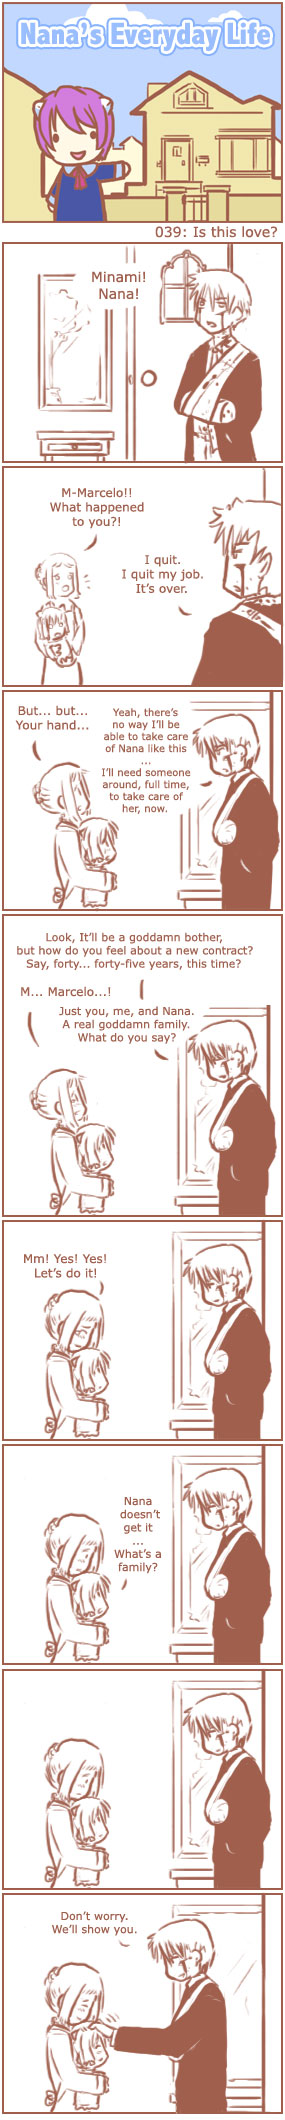 Nana's Everyday Life
039: Is this love?
Minami!
Nana!
M-Marcelo!!
What happened
to you?!
I quit.
I quit my job.
It's over.
But... but...
Your hand...
Yeah, there's
no way I'll be
able to take care
of Nana like this
...
I'll need someone
around, full time,
to take care of
her, now.
Look, It'll be a goddamn bother,
but how do you feel about a new contract?
Say, forty... forty-five years, this time?
M... Marcelo...!
Just you, me, and Nana.
A real goddamn family.
What do you say?
Mm! Yes! Yes!
Let's do it!
Nana
doesn't
get it
...
What's a
family?
Don't worry.
We'll show you.